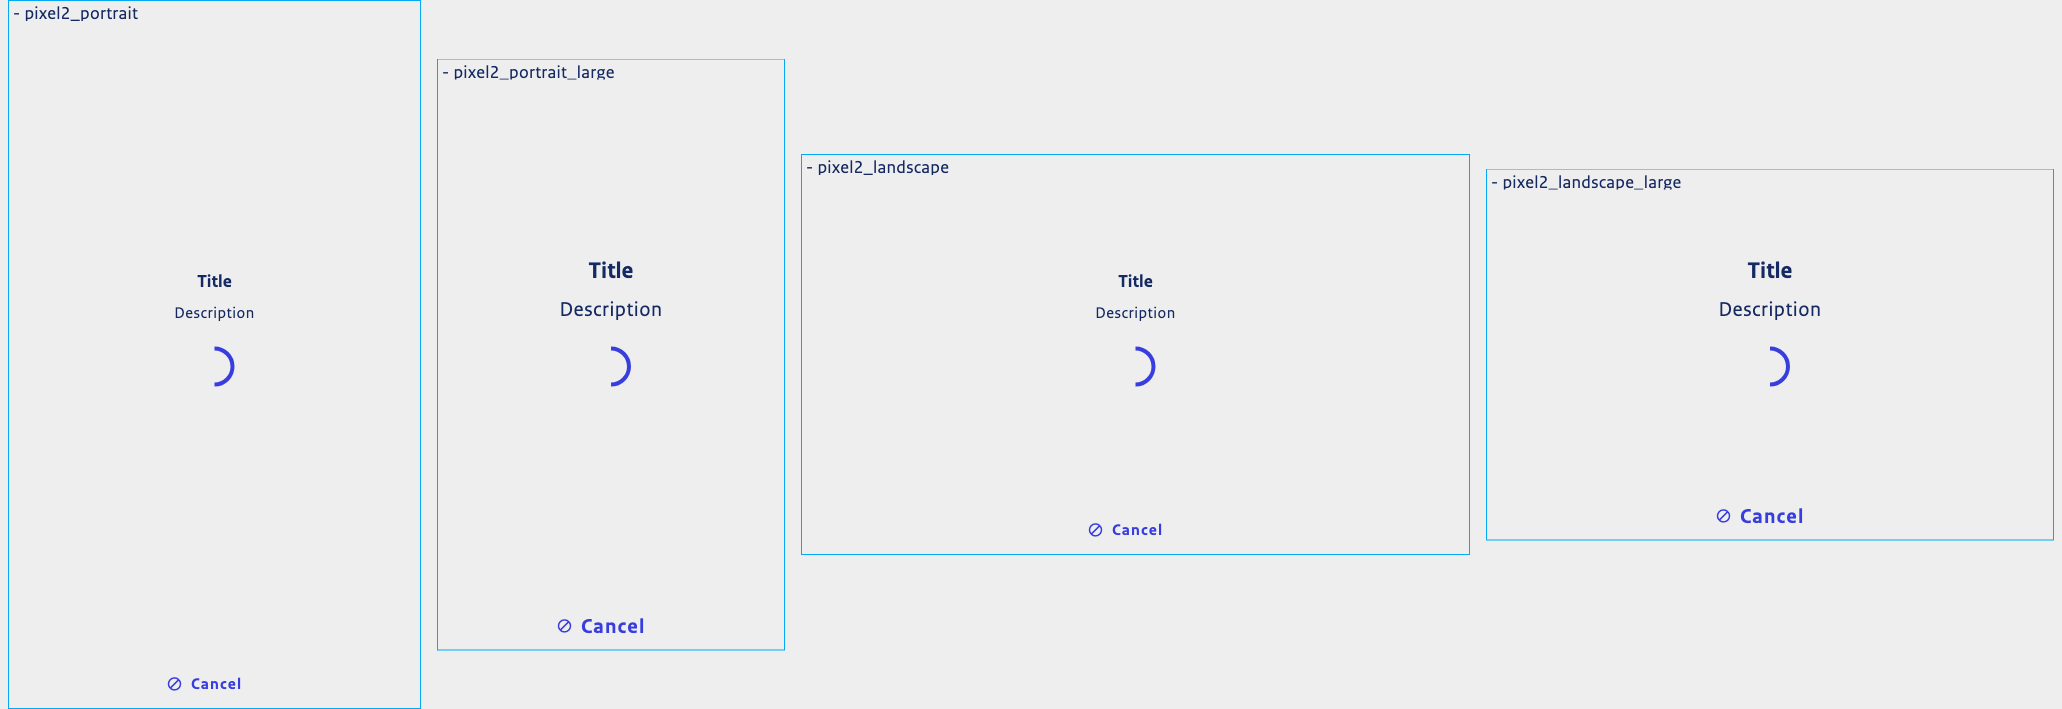 - pixel2_portrait
Title
Description
Cancel
- pixel2_portrait_large
Title
Description
Cancel
- pixel2_landscape
Title
Description
Cancel
- pixel2_landscape_large
Title
Description
Cancel